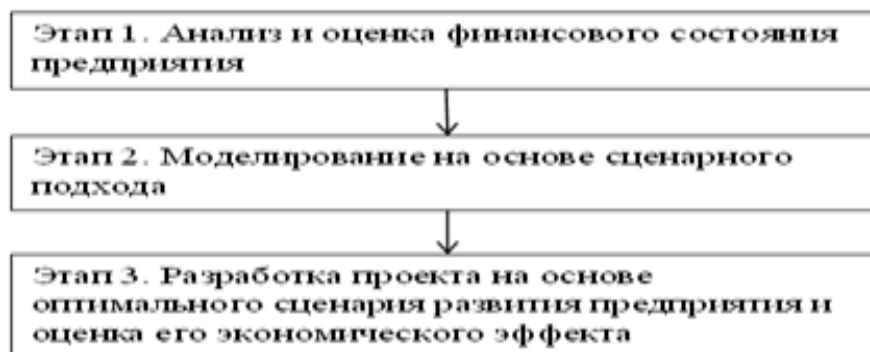 Этап 1. Анализ и оценка финансового состояния
предприятия
Этап 2. Моделирование на основе сценарного
подхода
Этап 3. Разработка проекта на основе
оптимального сценария развития предприятия и
оценка его экономического эффекта